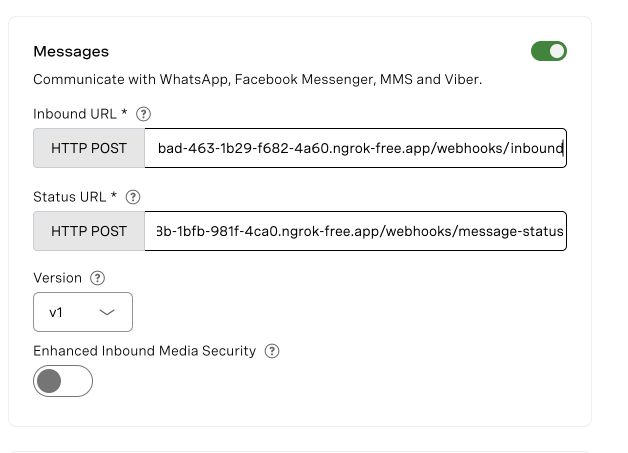 Messages
Communicate with WhatsApp, Facebook Messenger, MMS and Viber.
Inbound URL * ?
HTTP POST bad-463-1b29-f682-4a60.ngrok-free.app/webhooks/inbound
Status URL * ?
HTTP POST 3b-1bfb-981f-4ca0.ngrok-free.app/webhooks/message-status
Version ?
v1
Enhanced Inbound Media Security ?